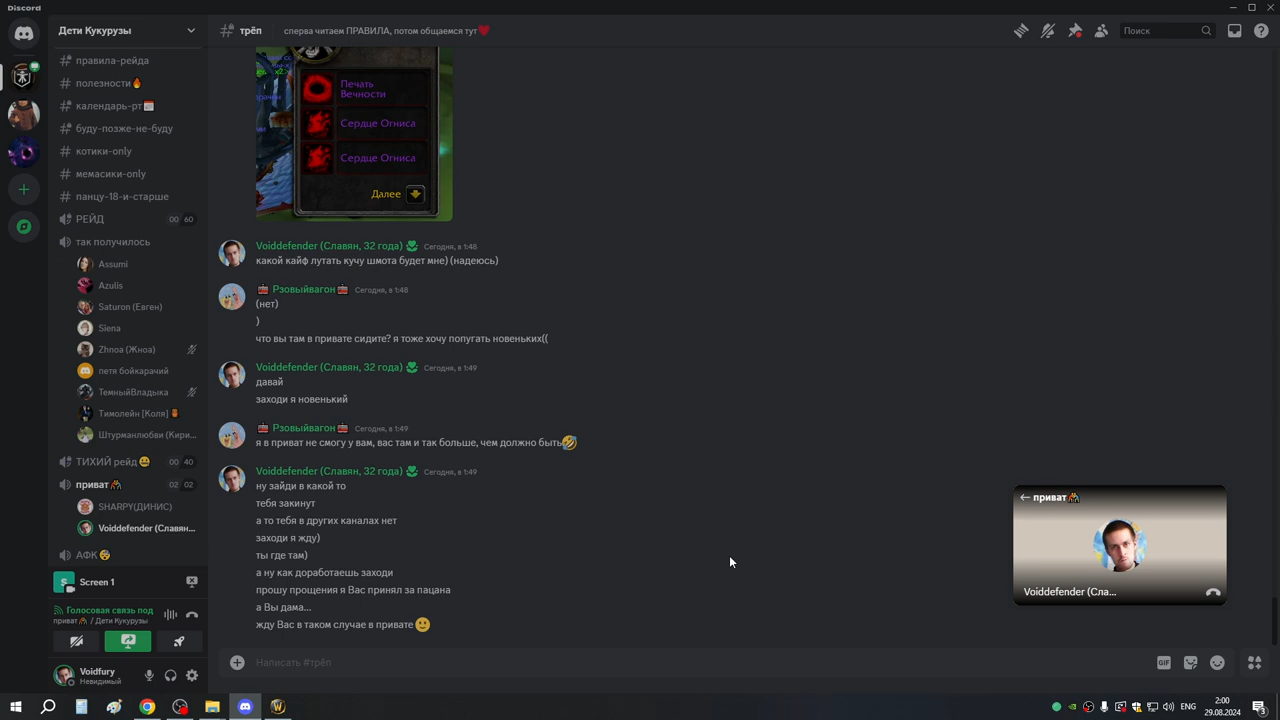 Discord
Дети Кукурузы
трёп
сперва читаем ПРАВИЛА, потом общаемся тут
Поиск
правила-рейда
полезности
календарь-рт
буду-позже-не-буду
котики-only
мемасики-only
панцу-18-и-старше
РЕЙД 00 60
так получилось
Assumi
Azulis
Saturon (Евген)
Siena
Zhnoa (Жноа)
петя бойкарачий
ТемныйВладыка
Тимолейн [Коля]
Штурманлюбви (Кири...
ТИХИЙ рейд 00 40
приват 02 02
SHARPY(ДИНИС)
Voiddefender (Славян...
АФК
Screen 1
Голосовая связь под
приват / Дети Кукурузы
Voidfury
Невидимый
Печать
Вечности
Сердце Огниса
Сердце Огниса
Далее
Voiddefender (Славян, 32 года) Сегодня, в 1:48
какой кайф лутать кучу шмота будет мне) (надеюсь)
Рзовыйвагон Сегодня, в 1:48
(нет)
)
что вы там в привате сидите? я тоже хочу попугать новеньких((
Voiddefender (Славян, 32 года) Сегодня, в 1:49
давай
заходи я новенький
Рзовыйвагон Сегодня, в 1:49
я в приват не смогу у вам, вас там и так больше, чем должно быть
Voiddefender (Славян, 32 года) Сегодня, в 1:49
ну зайди в какой то
тебя закинут
а то тебя в других каналах нет
заходи я жду)
ты где там)
а ну как доработаешь заходи
прошу прощения я Вас принял за пацана
а Вы дама...
жду Вас в таком случае в привате
приват
Voiddefender (Сла...
Написать #трёп
GIF
ENG
2:00
29.08.2024
3